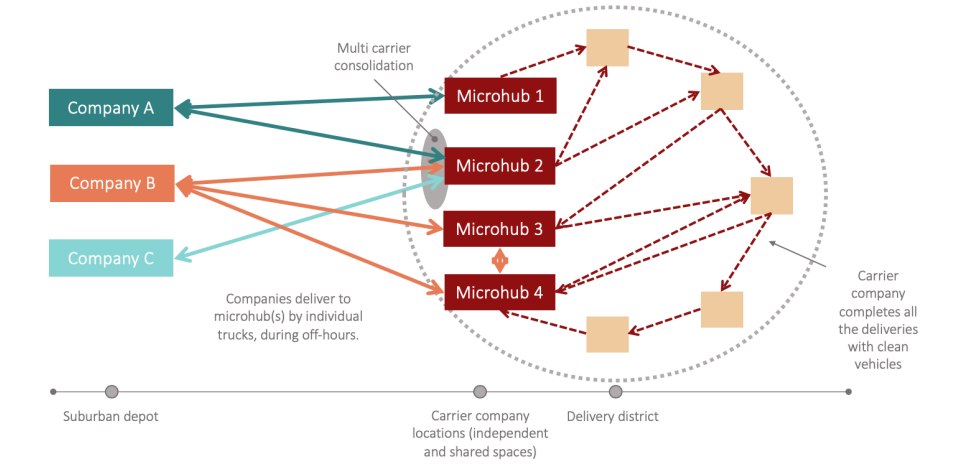 Multi carrier
consolidation
Company A
Company B
Company C
Microhub 1
Microhub 2
Microhub 3
Microhub 4
Companies deliver to
microhub(s) by individual
trucks, during off-hours.
Carrier
company
completes all
the deliveries
with clean
vehicles
Suburban depot
Carrier company
locations (independent
and shared spaces)
Delivery district